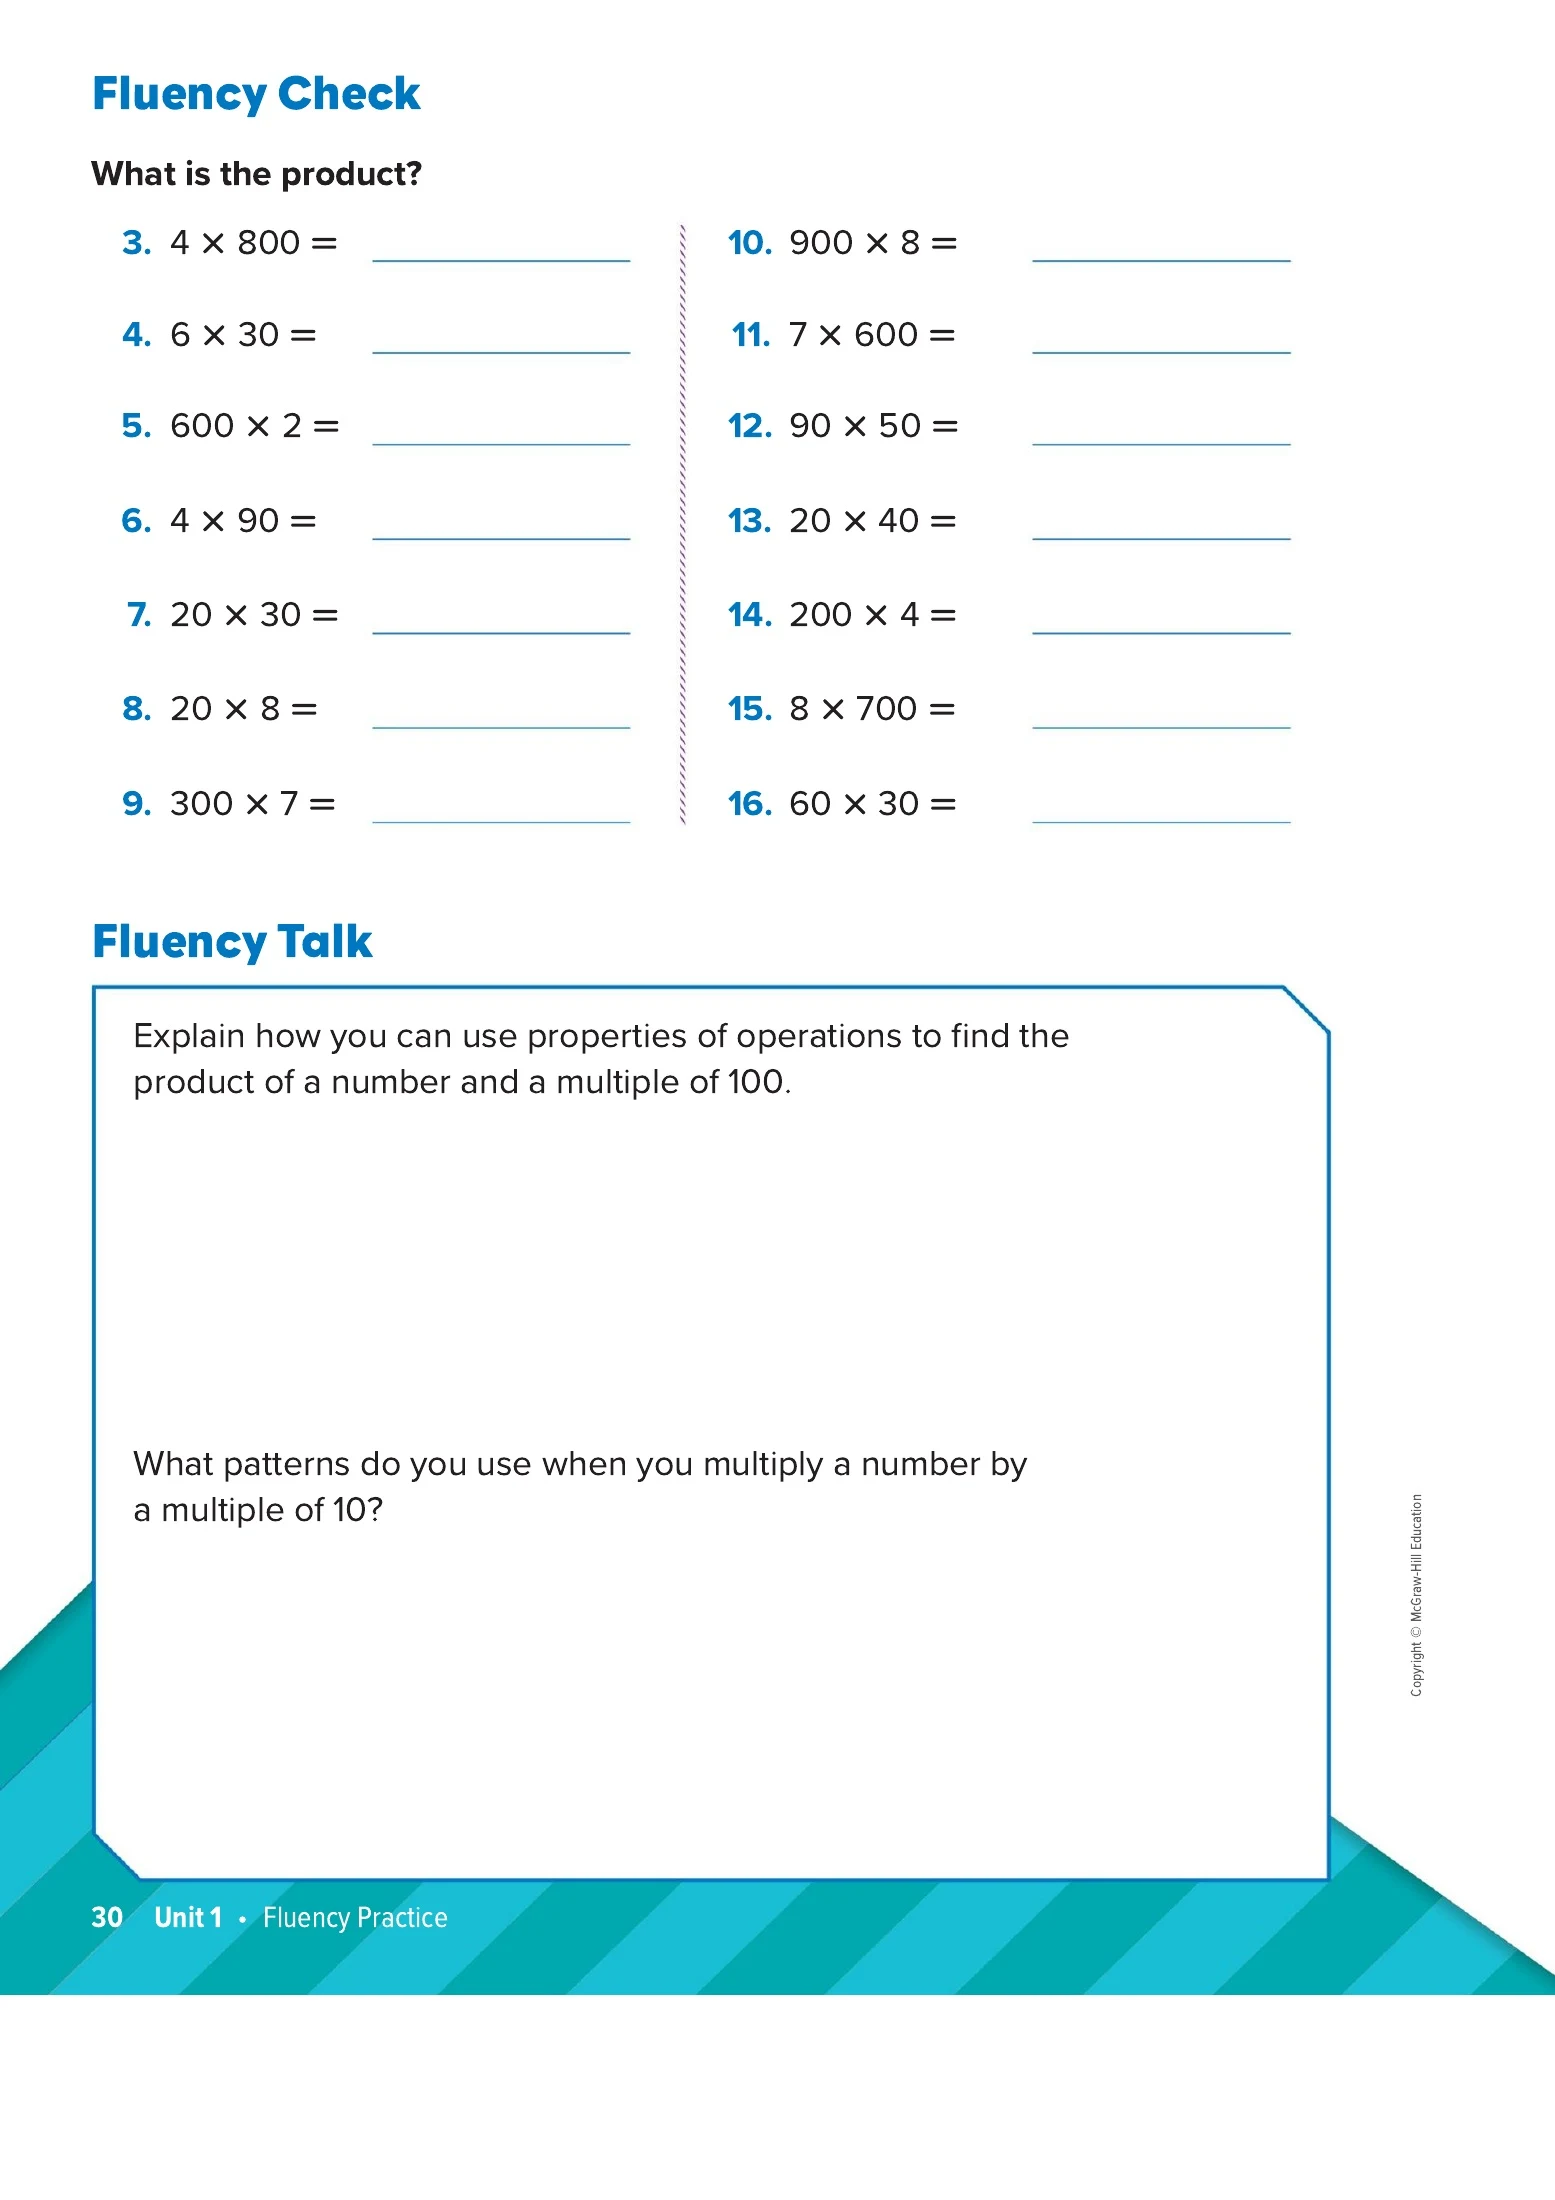 Fluency Check
What is the product?
3. 4 × 800 =
4. 6 × 30 =
5. 600 × 2 =
6. 4 × 90 =
7. 20 × 30 =
8. 20 × 8 =
9. 300 × 7 =
10. 900 × 8 =
11. 7 × 600 =
12. 90 × 50 =
13. 20 × 40 =
14. 200 × 4 =
15. 8 × 700 =
16. 60 × 30 =
Fluency Talk
Explain how you can use properties of operations to find the
product of a number and a multiple of 100.
What patterns do you use when you multiply a number by
a multiple of 10?
Copyright © McGraw-Hill Education
30 Unit 1 • Fluency Practice